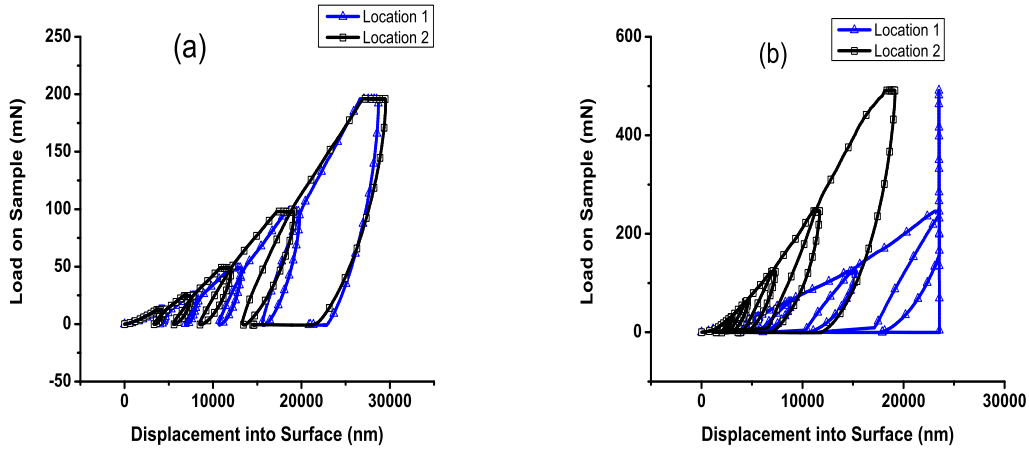 Location 1
Location 2
(a)
250
200
150
100
50
0
-50
0
10000
20000
30000
Load on Sample (mN)
Displacement into Surface (nm)
Location 1
Location 2
(b)
600
400
200
0
0
10000
20000
30000
Load on Sample (mN)
Displacement into Surface (nm)